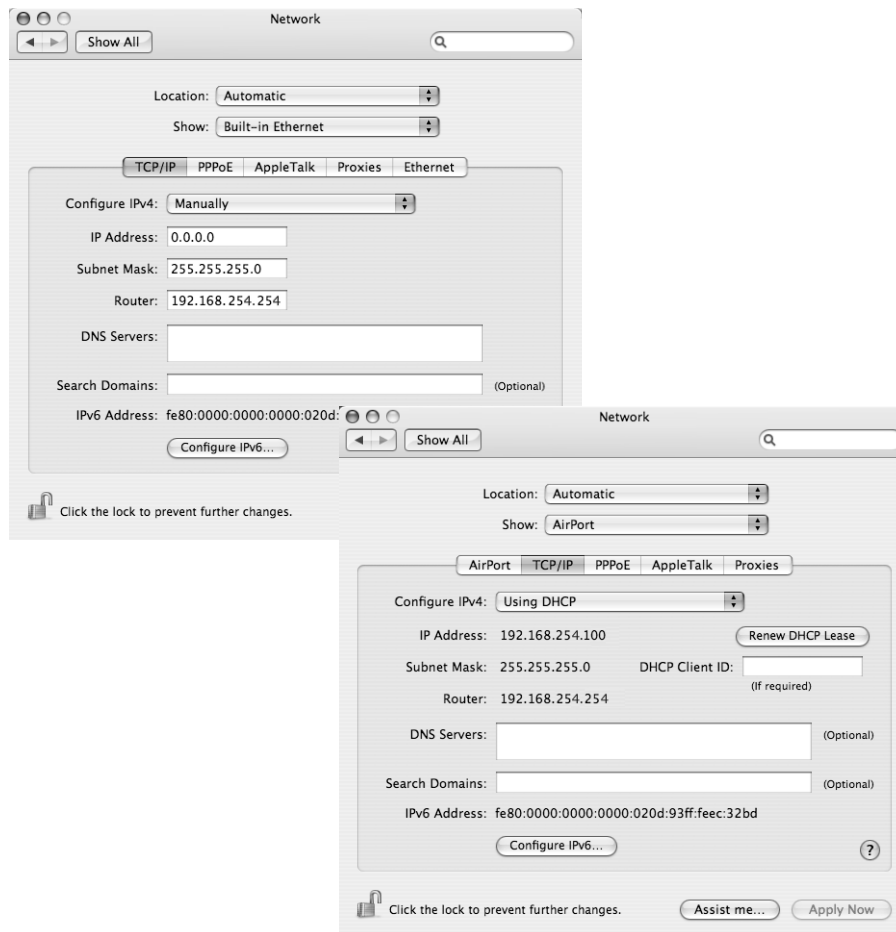 Network
Show All
Location: Automatic
Show: Built-in Ethernet
TCP/IP PPPoE AppleTalk Proxies Ethernet
Configure IPv4: Manually
IP Address: 0.0.0.0
Subnet Mask: 255.255.255.0
Router: 192.168.254.254
DNS Servers:
Search Domains: (Optional)
IPv6 Address: fe80:0000:0000:0000:020d:
Configure IPv6...
Click the lock to prevent further changes.
Network
Show All
Location: Automatic
Show: AirPort
AirPort TCP/IP PPPoE AppleTalk Proxies
Configure IPv4: Using DHCP
IP Address: 192.168.254.100 Renew DHCP Lease
Subnet Mask: 255.255.255.0 DHCP Client ID:
(If required)
Router: 192.168.254.254
DNS Servers: (Optional)
Search Domains: (Optional)
IPv6 Address: fe80:0000:0000:0000:020d:93ff:feec:32bd
Configure IPv6... ?
Click the lock to prevent further changes. Assist me... Apply Now